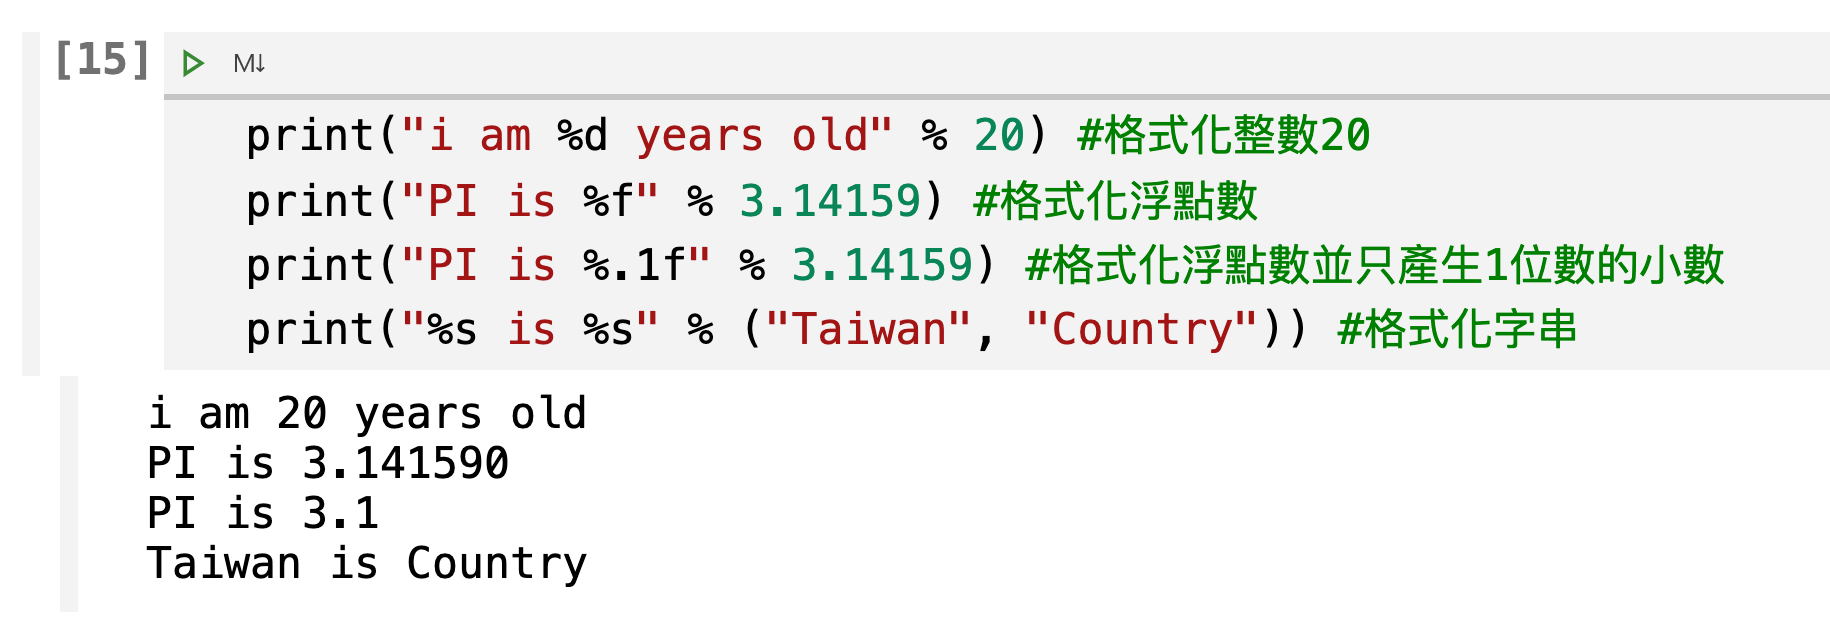 [15] M↓
print("i am %d years old" % 20) #格式化整數20
print("PI is %f" % 3.14159) #格式化浮點數
print("PI is %.1f" % 3.14159) #格式化浮點數並只產生1位數的小數
print("%s is %s" % ("Taiwan", "Country")) #格式化字串
i am 20 years old
PI is 3.141590
PI is 3.1
Taiwan is Country